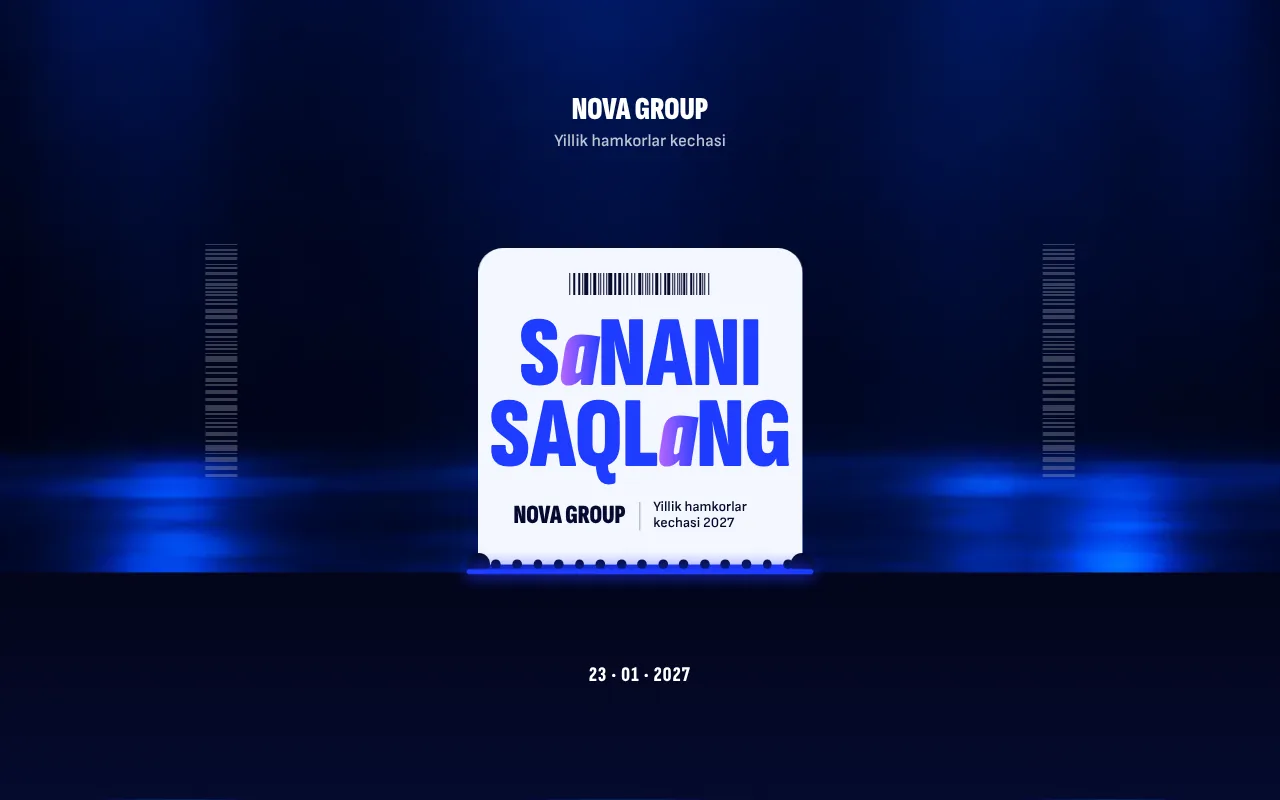 NOVA GROUP
Yillik hamkorlar kechasi
SaNANI
SAQLaNG
NOVA GROUP
Yillik hamkorlar
kechasi 2027
23 · 01 · 2027